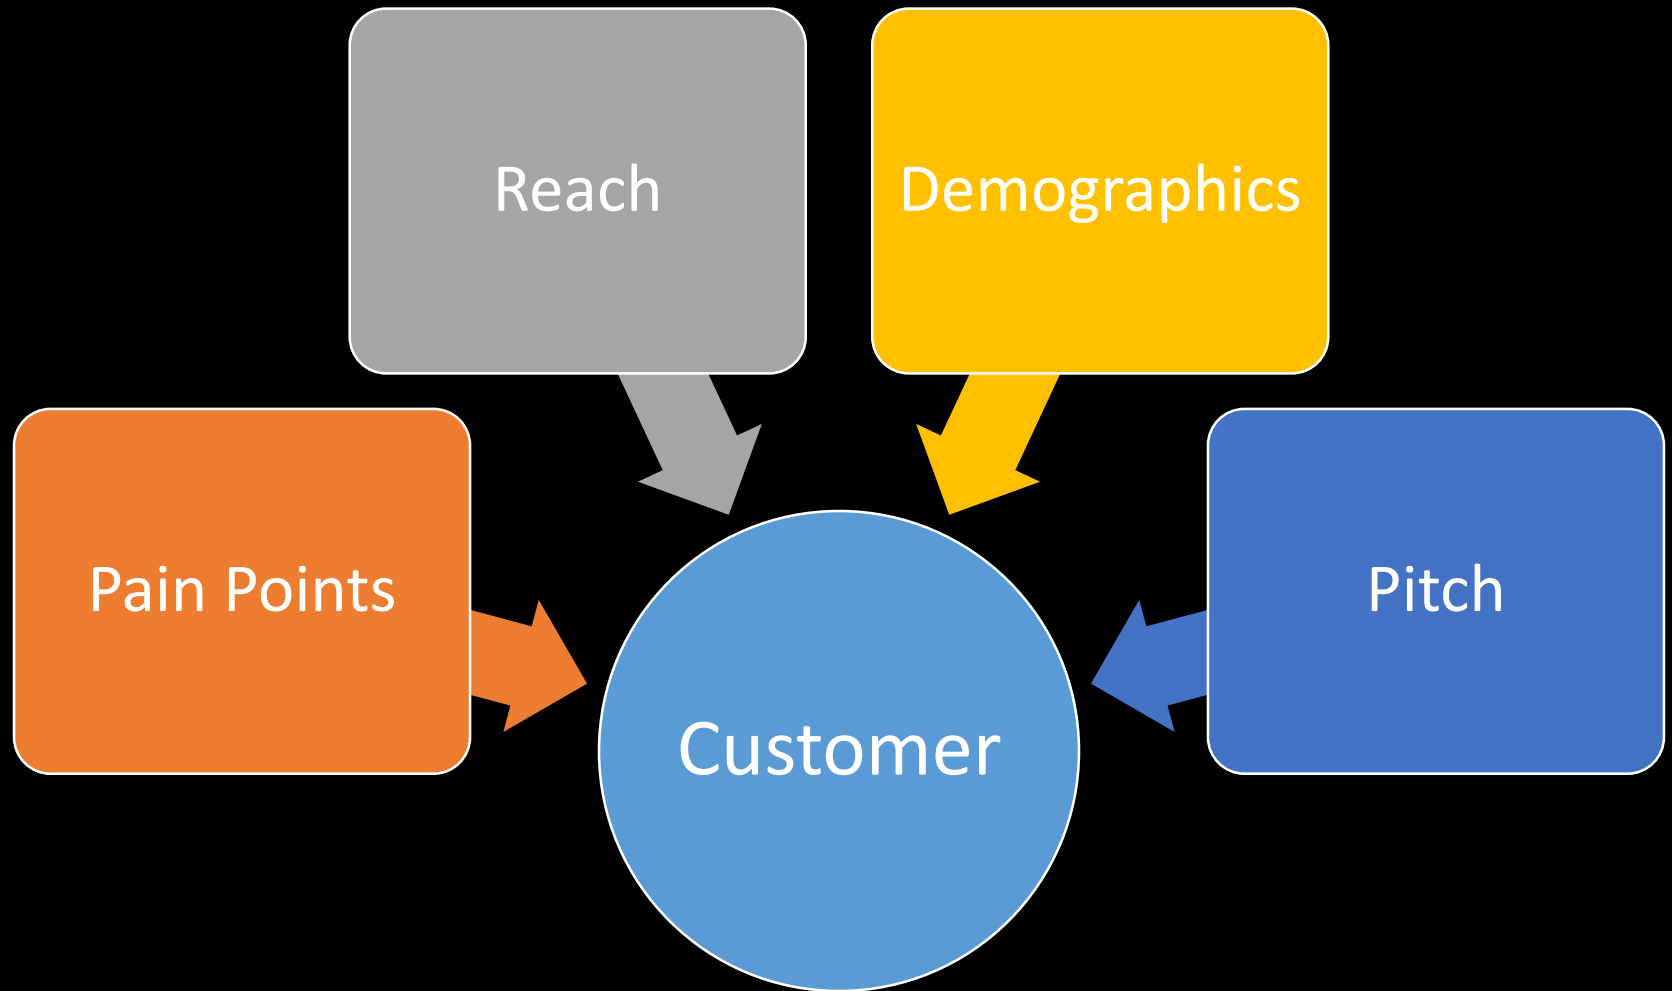 Reach
Demographics
Pain Points
Pitch
Customer